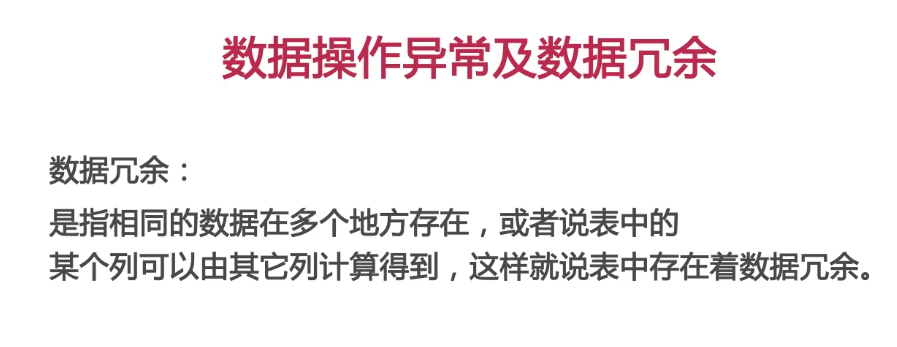 数据操作异常及数据冗余
数据冗余：
是指相同的数据在多个地方存在，或者说表中的
某个列可以由其它列计算得到，这样就说表中存在着数据冗余。